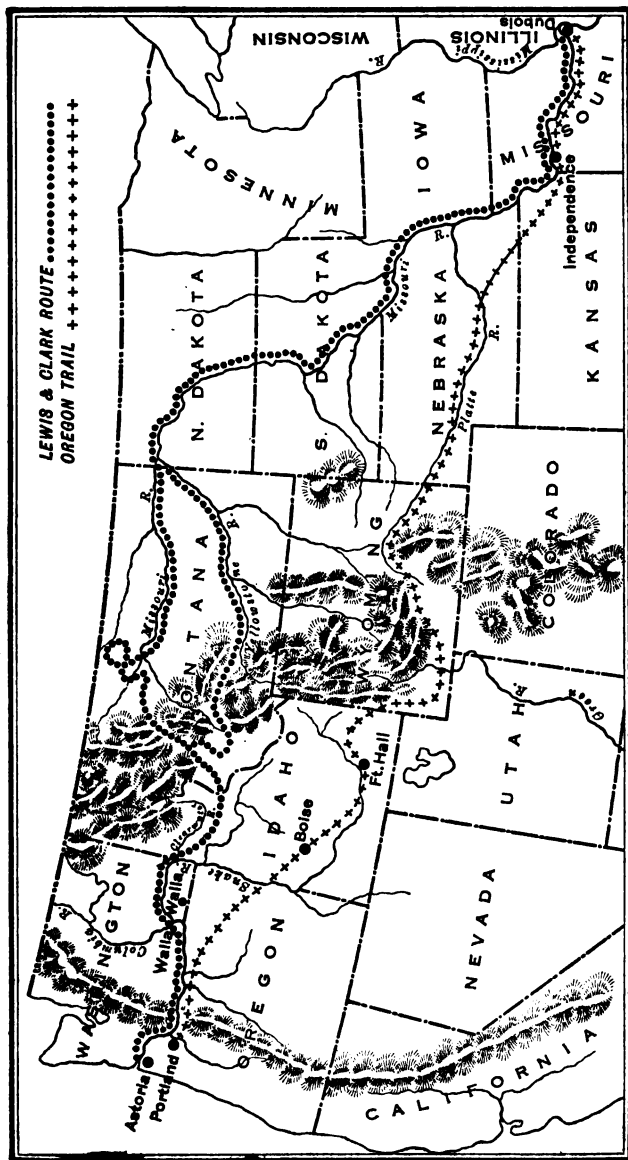 LEWIS & CLARK ROUTE
OREGON TRAIL
WASHINGTON
Columbia
R.
Astoria
Portland
Walla Walla
OREGON
CALIFORNIA
NEVADA
IDAHO
Snake
R.
Clearwater
Boise
Ft. Hall
UTAH
Green
R.
MONTANA
Missouri
R.
Yellowstone
R.
WYOMING
COLORADO
N. DAKOTA
S. DAKOTA
Missouri
R.
NEBRASKA
Platte
R.
KANSAS
MINNESOTA
IOWA
MISSOURI
Independence
WISCONSIN
ILLINOIS
Mississippi
R.
Dubois